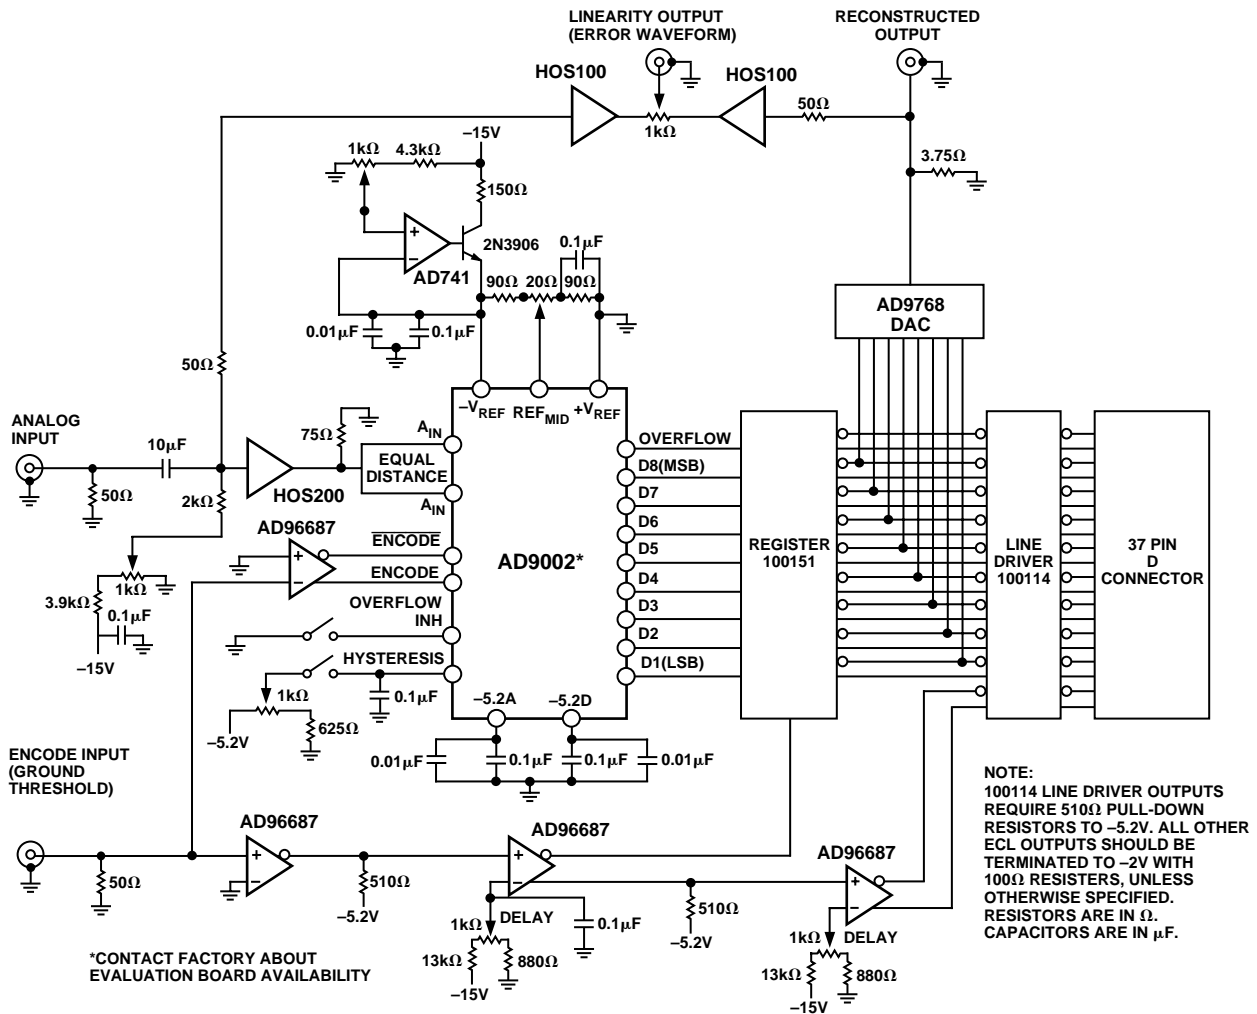 LINEARITY OUTPUT
(ERROR WAVEFORM)
RECONSTRUCTED
OUTPUT
HOS100
HOS100
50Ω
1kΩ
3.75Ω
–15V
1kΩ
4.3kΩ
150Ω
2N3906
AD741
0.1μF
90Ω
20Ω
90Ω
0.01μF
0.1μF
AD9768
DAC
50Ω
–VREF
REFMID
+VREF
ANALOG
INPUT
10μF
75Ω
AIN
EQUAL
DISTANCE
AIN
50Ω
2kΩ
HOS200
AD96687
ENCODE
ENCODE
AD9002*
OVERFLOW
INH
HYSTERESIS
1kΩ
3.9kΩ
0.1μF
–15V
1kΩ
0.1μF
–5.2V
625Ω
OVERFLOW
D8(MSB)
D7
D6
D5
D4
D3
D2
D1(LSB)
REGISTER
100151
LINE
DRIVER
100114
37 PIN
D
CONNECTOR
–5.2A
–5.2D
0.01μF
0.1μF
0.1μF
0.01μF
ENCODE INPUT
(GROUND
THRESHOLD)
50Ω
AD96687
510Ω
–5.2V
AD96687
1kΩ
DELAY
0.1μF
13kΩ
880Ω
–15V
510Ω
–5.2V
AD96687
1kΩ
DELAY
13kΩ
880Ω
–15V
NOTE:
100114 LINE DRIVER OUTPUTS
REQUIRE 510Ω PULL-DOWN
RESISTORS TO –5.2V. ALL OTHER
ECL OUTPUTS SHOULD BE
TERMINATED TO –2V WITH
100Ω RESISTERS, UNLESS
OTHERWISE SPECIFIED.
RESISTORS ARE IN Ω.
CAPACITORS ARE IN μF.
*CONTACT FACTORY ABOUT
EVALUATION BOARD AVAILABILITY